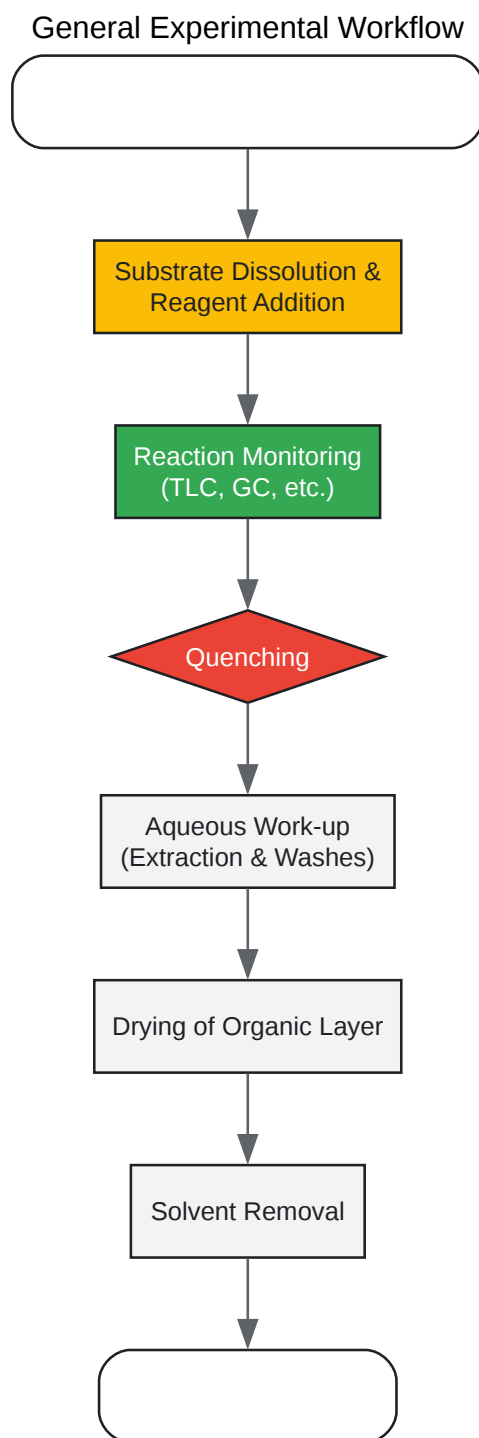 General Experimental Workflow
Substrate Dissolution &
Reagent Addition
Reaction Monitoring
(TLC, GC, etc.)
Quenching
Aqueous Work-up
(Extraction & Washes)
Drying of Organic Layer
Solvent Removal